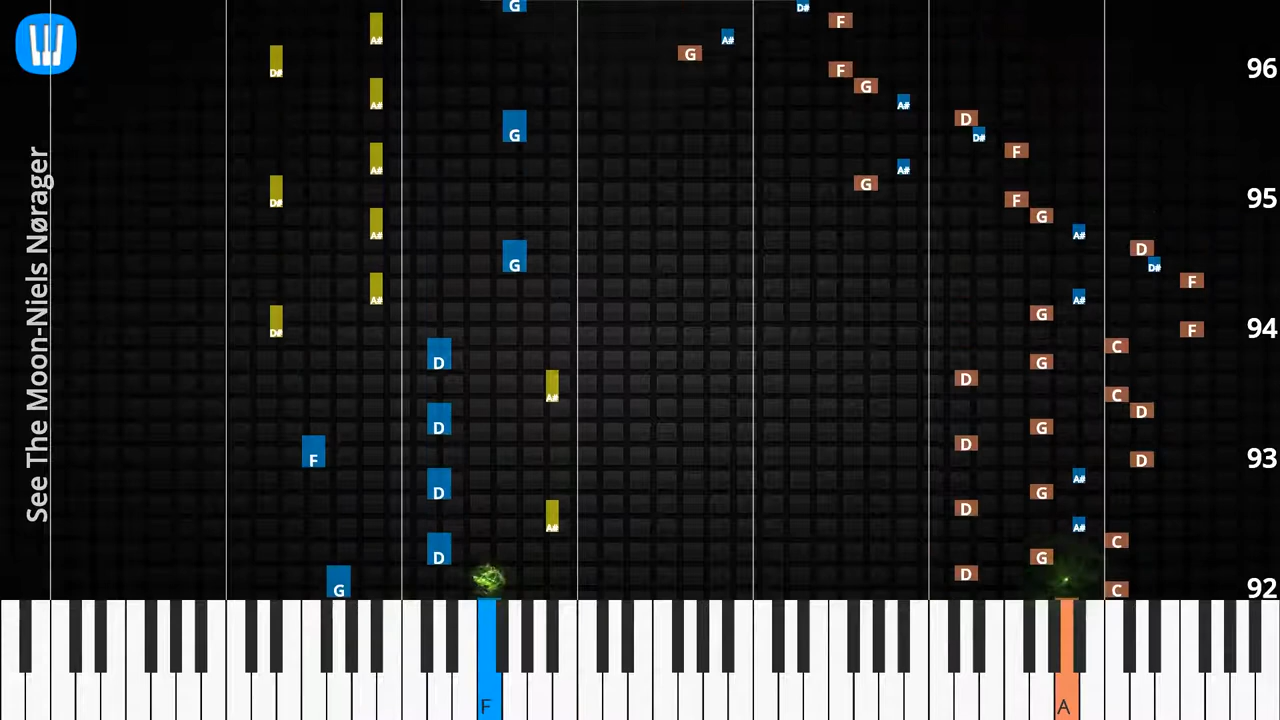 See The Moon-Niels Nørager
G
D# F
A# A#
G
F 96
D#
G
A# A#
D
G D#
F
A# A#
G
D# F 95
G
A# A#
D
G D#
F
A# A#
G
D# F 94
C
D G
D
A# C
D
D G
D
F D 93
A#
D G
D
A# A#
C
D G
D
G C 92
F A